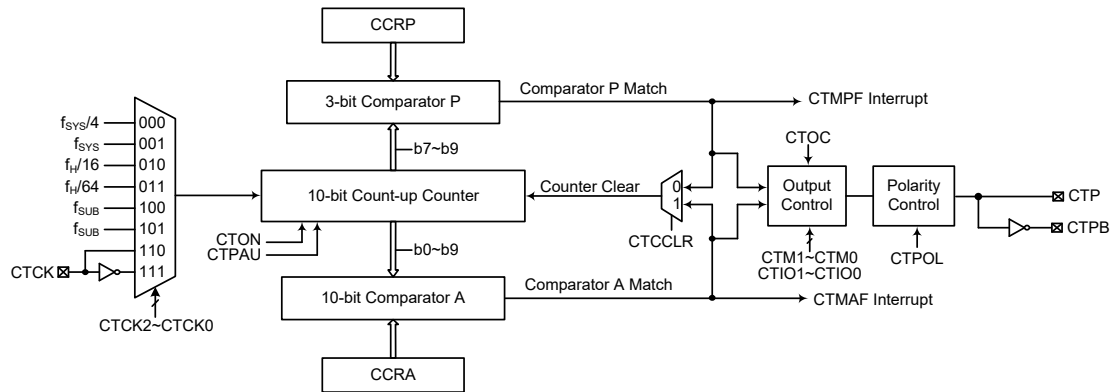 CCRP
3-bit Comparator P
Comparator P Match
CTMPF Interrupt
b7~b9
fSYS/4
000
fSYS
001
fH/16
010
fH/64
011
fSUB
100
fSUB
101
110
111
CTCK
CTCK2~CTCK0
10-bit Count-up Counter
Counter Clear
0
1
CTCCLR
CTON
CTPAU
b0~b9
CTOC
Output
Control
CTM1~CTM0
CTIO1~CTIO0
Polarity
Control
CTPOL
CTP
CTPB
10-bit Comparator A
Comparator A Match
CTMAF Interrupt
CCRA